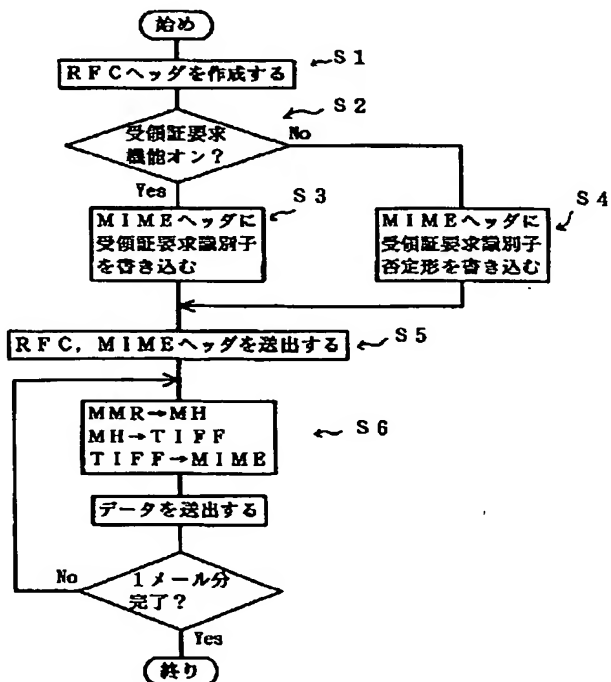 始め
RFCヘッダを作成する
S1
S2
受領証要求
機能オン?
No
Yes
S3
MIMEヘッダに
受領証要求識別子
を書き込む
S4
MIMEヘッダに
受領証要求識別子
否定形を書き込む
RFC,MIMEヘッダを送出する
S5
MMR→MH
MH→TIFF
TIFF→MIME
S6
データを送出する
No
1メール分
完了?
Yes
終り